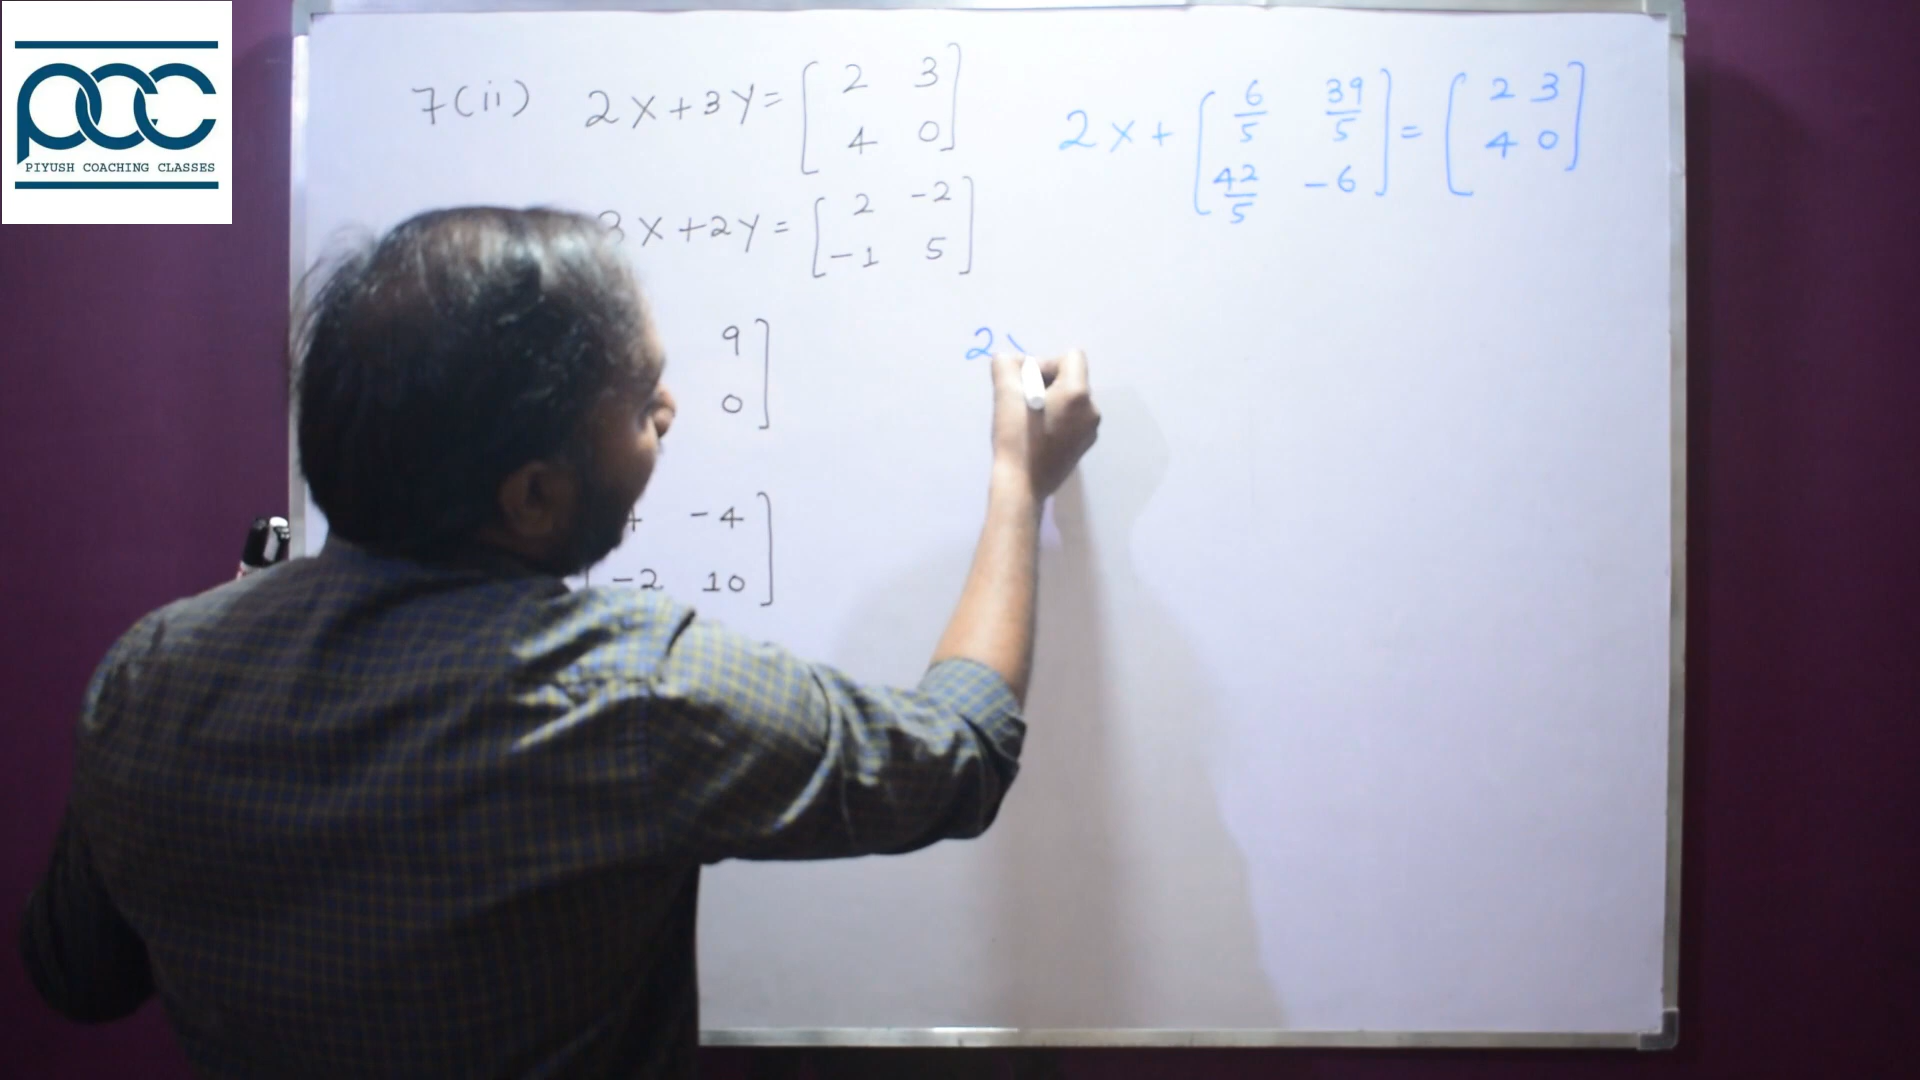 PCC
PIYUSH COACHING CLASSES
7(ii) 2X+3Y= [ 2 3
4 0 ]
3X+2Y= [ 2 -2
-1 5 ]
9
0 ]
-4
-2 10 ]
2X+ [ 6/5 39/5
42/5 -6 ] = [ 2 3
4 0 ]
2